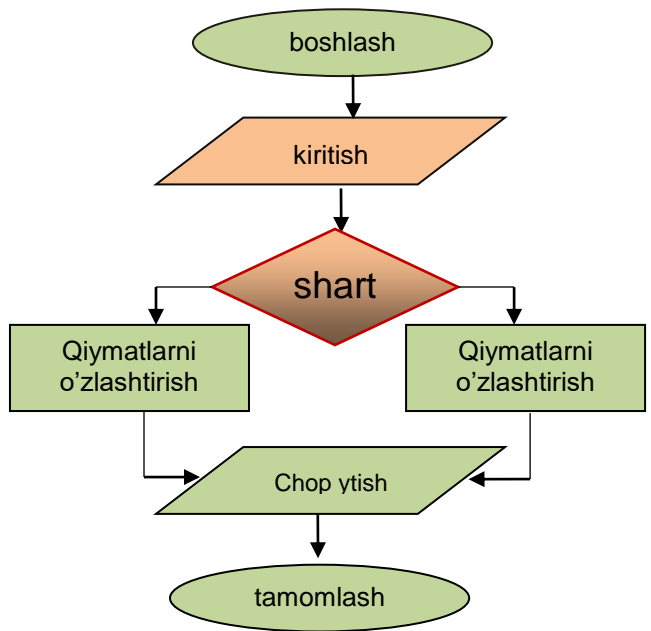 boshlash
kiritish
shart
Qiymatlarni
o’zlashtirish
Qiymatlarni
o’zlashtirish
Chop ytish
tamomlash